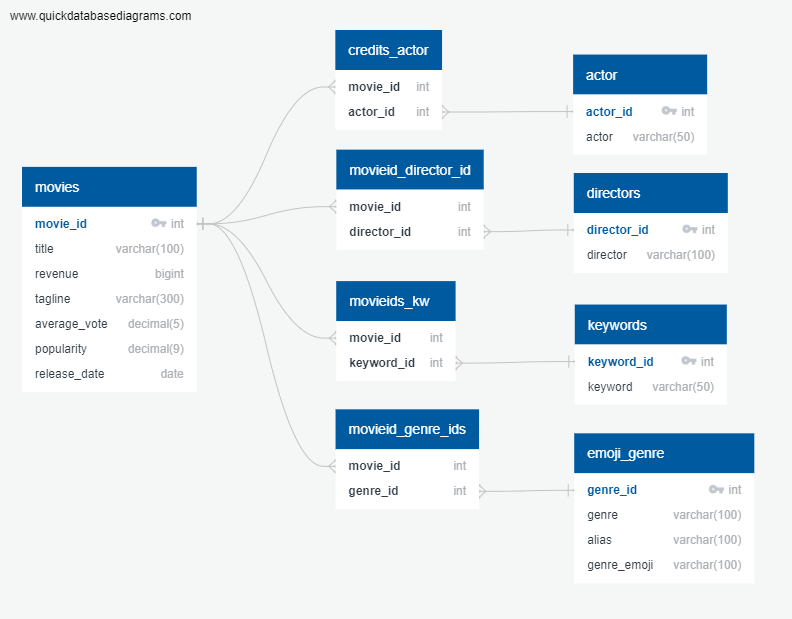 www.quickdatabasediagrams.com
movies
movie_id int
title varchar(100)
revenue bigint
tagline varchar(300)
average_vote decimal(5)
popularity decimal(9)
release_date date
credits_actor
movie_id int
actor_id int
movieid_director_id
movie_id int
director_id int
movieids_kw
movie_id int
keyword_id int
movieid_genre_ids
movie_id int
genre_id int
actor
actor_id int
actor varchar(50)
directors
director_id int
director varchar(100)
keywords
keyword_id int
keyword varchar(50)
emoji_genre
genre_id int
genre varchar(100)
alias varchar(100)
genre_emoji varchar(100)